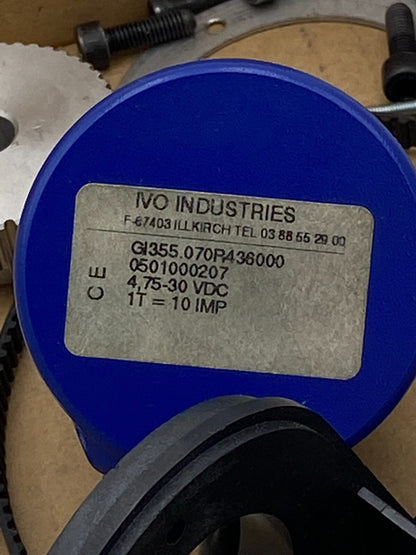 IVO INDUSTRIES
F-67403 ILLKIRCH TEL 03 88 55 29 00
GI355.070R436000
0501000207
4,75-30 VDC
1T = 10 IMP
CE